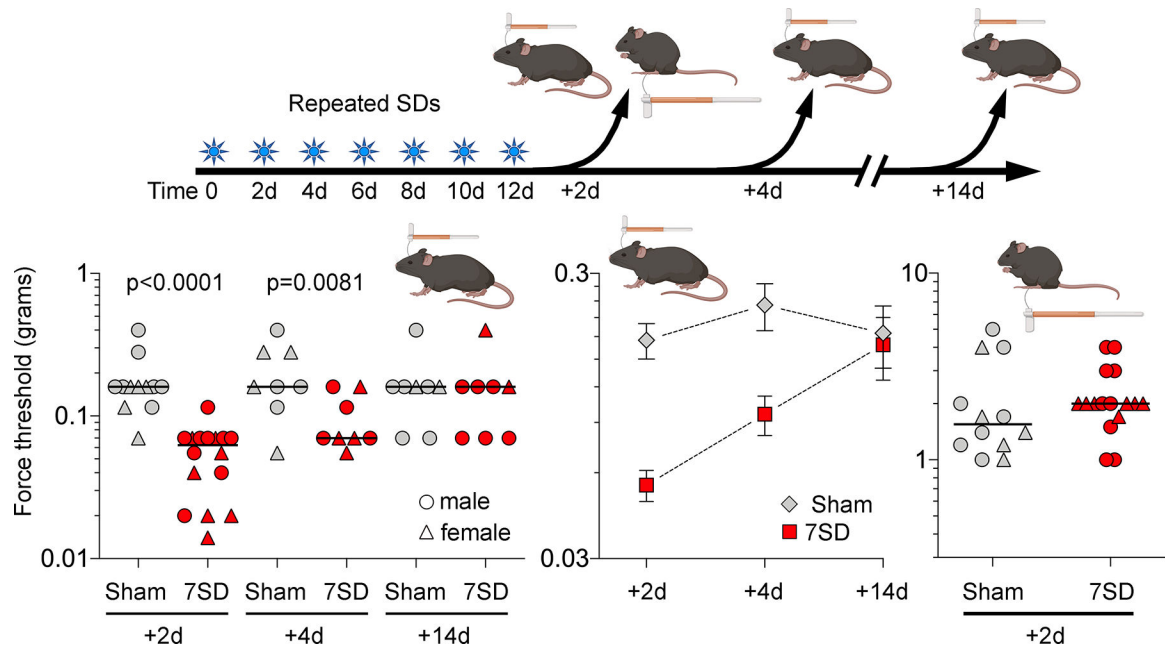 Repeated SDs
Time 0 2d 4d 6d 8d 10d 12d +2d +4d +14d
Force threshold (grams)
1
0.1
0.01
p<0.0001 p=0.0081
male
female
Sham 7SD Sham 7SD Sham 7SD
+2d +4d +14d
0.3
0.03
Sham
7SD
+2d +4d +14d
10
1
Sham 7SD
+2d